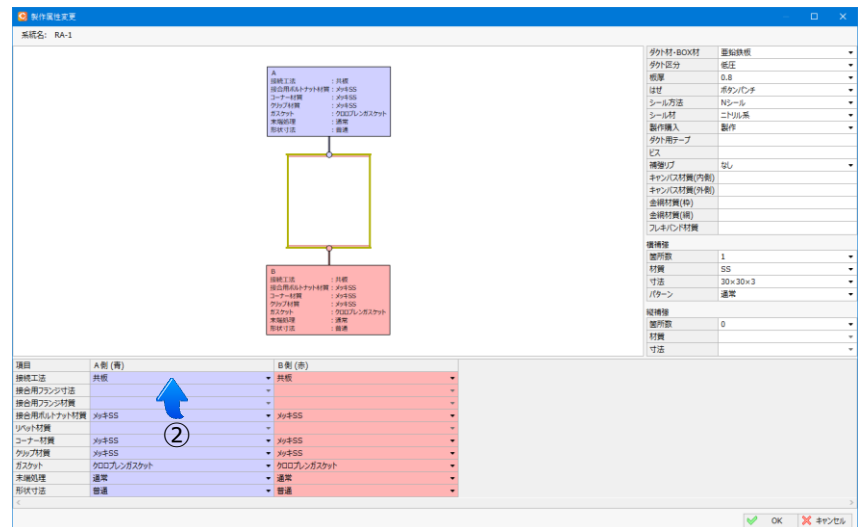 製作属性変更
系統名: RA-1
A
接続工法 : 共板
接合用ボルトナット材質 : メッキSS
コーナー材質 : メッキSS
クリップ材質 : メッキSS
ガスケット : クロロプレンガスケット
末端処理 : 通常
形状寸法 : 普通
B
接続工法 : 共板
接合用ボルトナット材質 : メッキSS
コーナー材質 : メッキSS
クリップ材質 : メッキSS
ガスケット : クロロプレンガスケット
末端処理 : 通常
形状寸法 : 普通
ダクト材-BOX材 亜鉛鉄板
ダクト区分 低圧
板厚 0.8
はぜ ボタンパンチ
シール方法 Nシール
シール材 ニトリル系
製作購入 製作
ダクト用テープ
ビス
補強リブ なし
キャンバス材質(内側)
キャンバス材質(外側)
金網材質(枠)
金網材質(網)
フレキバンド材質
横補強
箇所数 1
材質 SS
寸法 30×30×3
パターン 通常
縦補強
箇所数 0
材質
寸法
項目 A側 (青) B側 (赤)
接続工法 共板 共板
接合用フランジ寸法
接合用フランジ材質
接合用ボルトナット材質 メッキSS メッキSS
リベット材質
コーナー材質 メッキSS メッキSS
クリップ材質 メッキSS メッキSS
ガスケット クロロプレンガスケット クロロプレンガスケット
末端処理 通常 通常
形状寸法 普通 普通
②
OK キャンセル